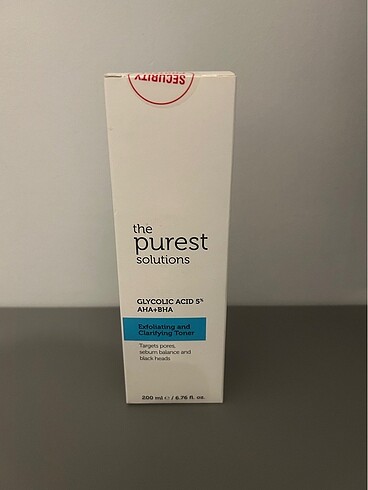 SECURITY
the
purest
solutions
GLYCOLIC ACID 5%
AHA+BHA
Exfoliating and
Clarifying Toner
Targets pores,
sebum balance and
black heads
200 ml ℮ / 6.76 fl. oz.